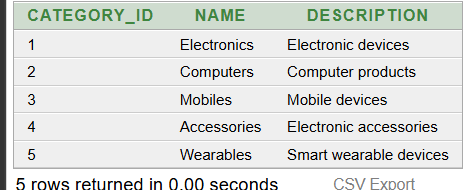 CATEGORY_ID NAME DESCRIPTION
1 Electronics Electronic devices
2 Computers Computer products
3 Mobiles Mobile devices
4 Accessories Electronic accessories
5 Wearables Smart wearable devices
5 rows returned in 0.00 seconds CSV Export